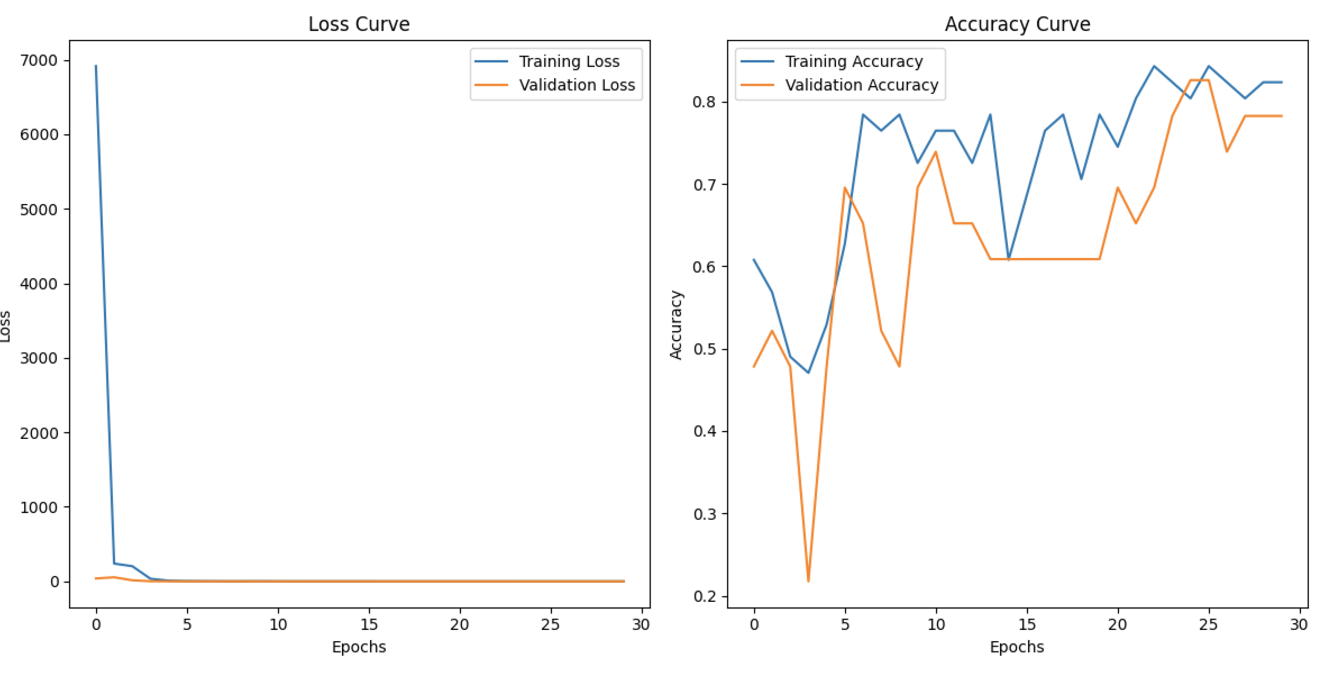 Loss Curve
7000
6000
5000
4000
3000
2000
1000
0
Loss
Training Loss
Validation Loss
0 5 10 15 20 25 30
Epochs
Accuracy Curve
0.8
0.7
0.6
0.5
0.4
0.3
0.2
Accuracy
Training Accuracy
Validation Accuracy
0 5 10 15 20 25 30
Epochs